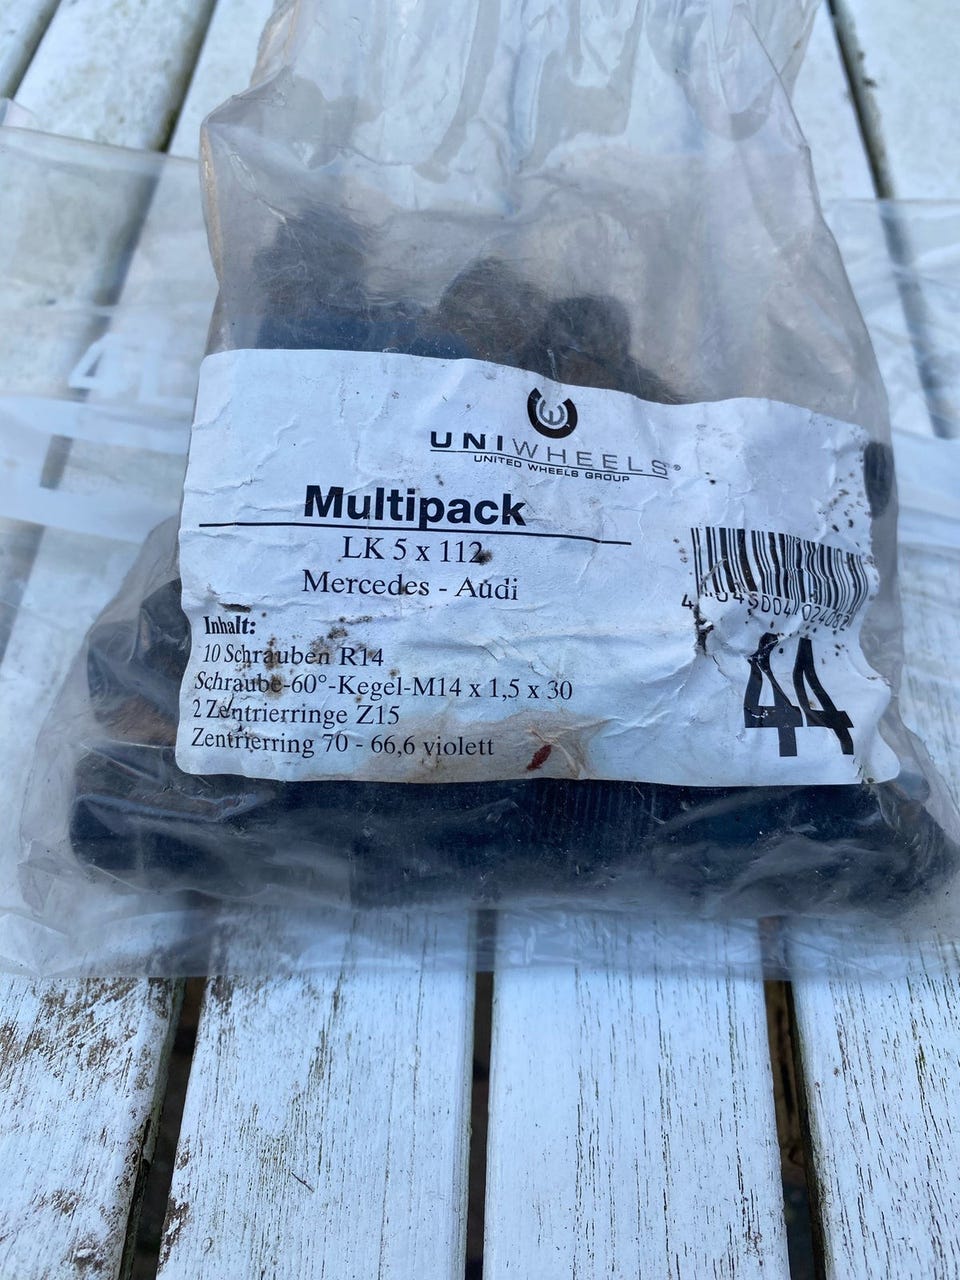 UNIWHEELS®
UNITED WHEELS GROUP
Multipack
LK 5 x 112
Mercedes - Audi
Inhalt:
10 Schrauben R14
Schraube-60°-Kegel-M14 x 1,5 x 30
2 Zentrierringe Z15
Zentrierring 70 - 66,6 violett
44